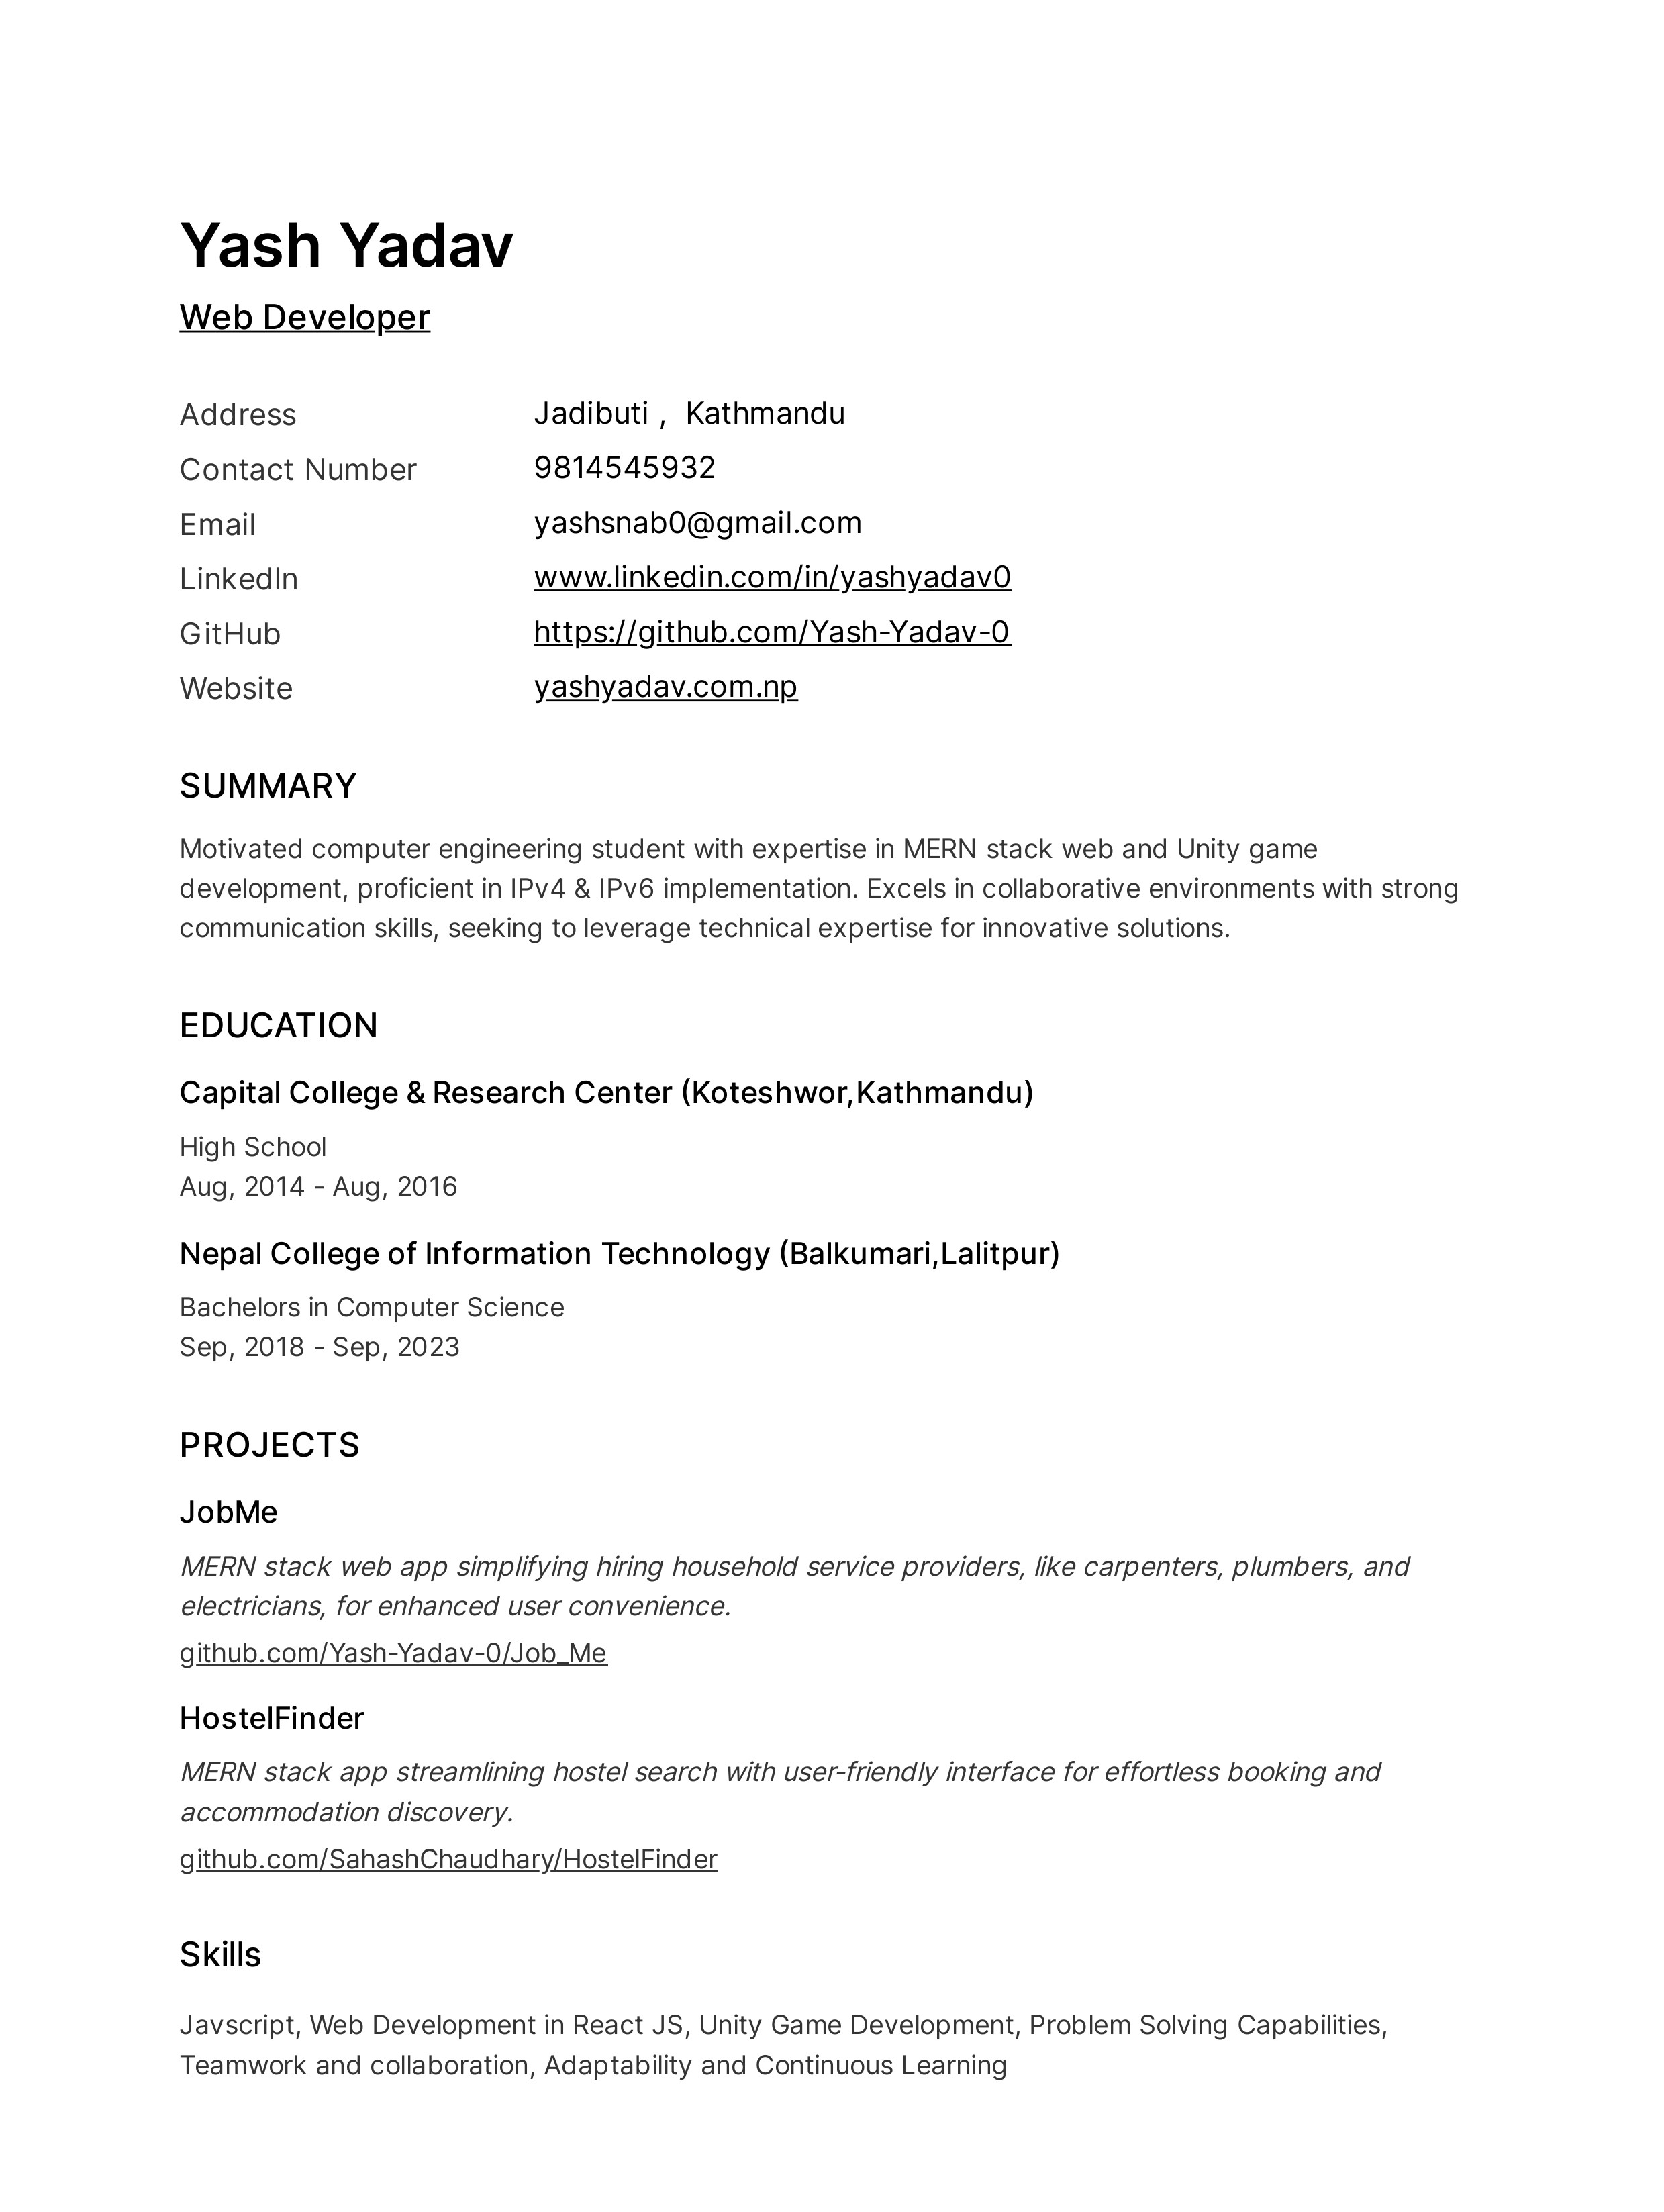 Yash Yadav
Web Developer
Address Jadibuti , Kathmandu
Contact Number 9814545932
Email yashsnab0@gmail.com
LinkedIn www.linkedin.com/in/yashyadav0
GitHub https://github.com/Yash-Yadav-0
Website yashyadav.com.np
SUMMARY
Motivated computer engineering student with expertise in MERN stack web and Unity game
development, proficient in IPv4 & IPv6 implementation. Excels in collaborative environments with strong
communication skills, seeking to leverage technical expertise for innovative solutions.
EDUCATION
Capital College & Research Center (Koteshwor,Kathmandu)
High School
Aug, 2014 - Aug, 2016
Nepal College of Information Technology (Balkumari,Lalitpur)
Bachelors in Computer Science
Sep, 2018 - Sep, 2023
PROJECTS
JobMe
MERN stack web app simplifying hiring household service providers, like carpenters, plumbers, and
electricians, for enhanced user convenience.
github.com/Yash-Yadav-0/Job_Me
HostelFinder
MERN stack app streamlining hostel search with user-friendly interface for effortless booking and
accommodation discovery.
github.com/SahashChaudhary/HostelFinder
Skills
Javscript, Web Development in React JS, Unity Game Development, Problem Solving Capabilities,
Teamwork and collaboration, Adaptability and Continuous Learning